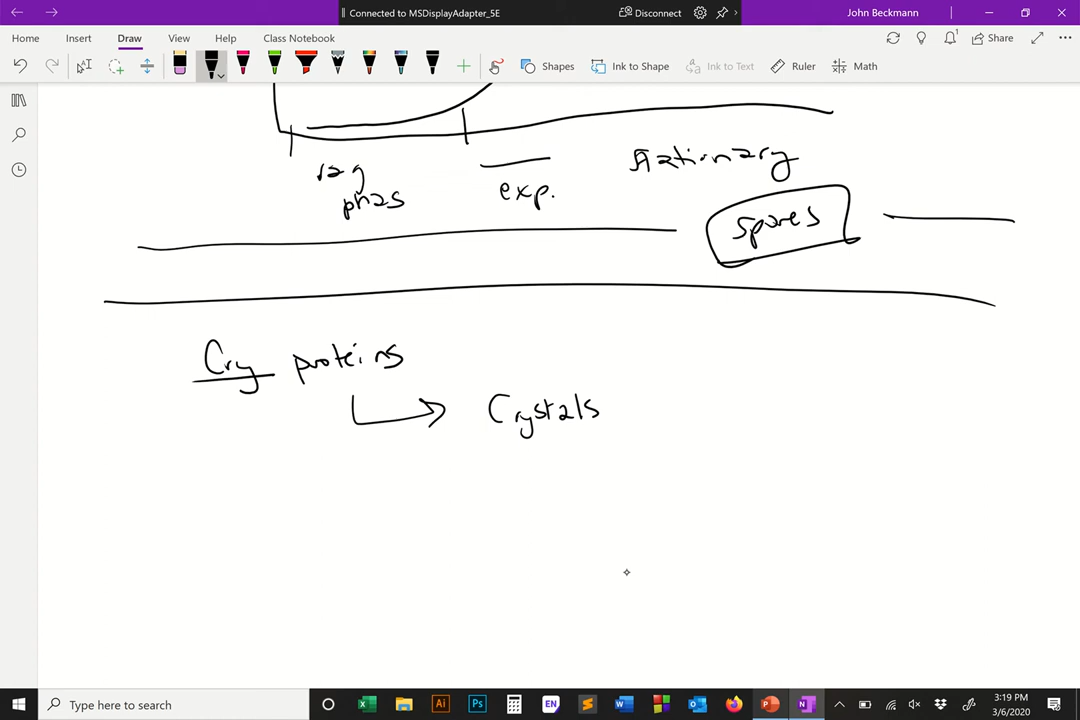 Connected to MSDisplayAdapter_5E
Disconnect
John Beckmann
Home Insert Draw View Help Class Notebook
Share
Shapes Ink to Shape Ink to Text Ruler Math
lag
phas
exp.
stationary
spores
Cry proteins
Crystals
Type here to search
3:19 PM
3/6/2020